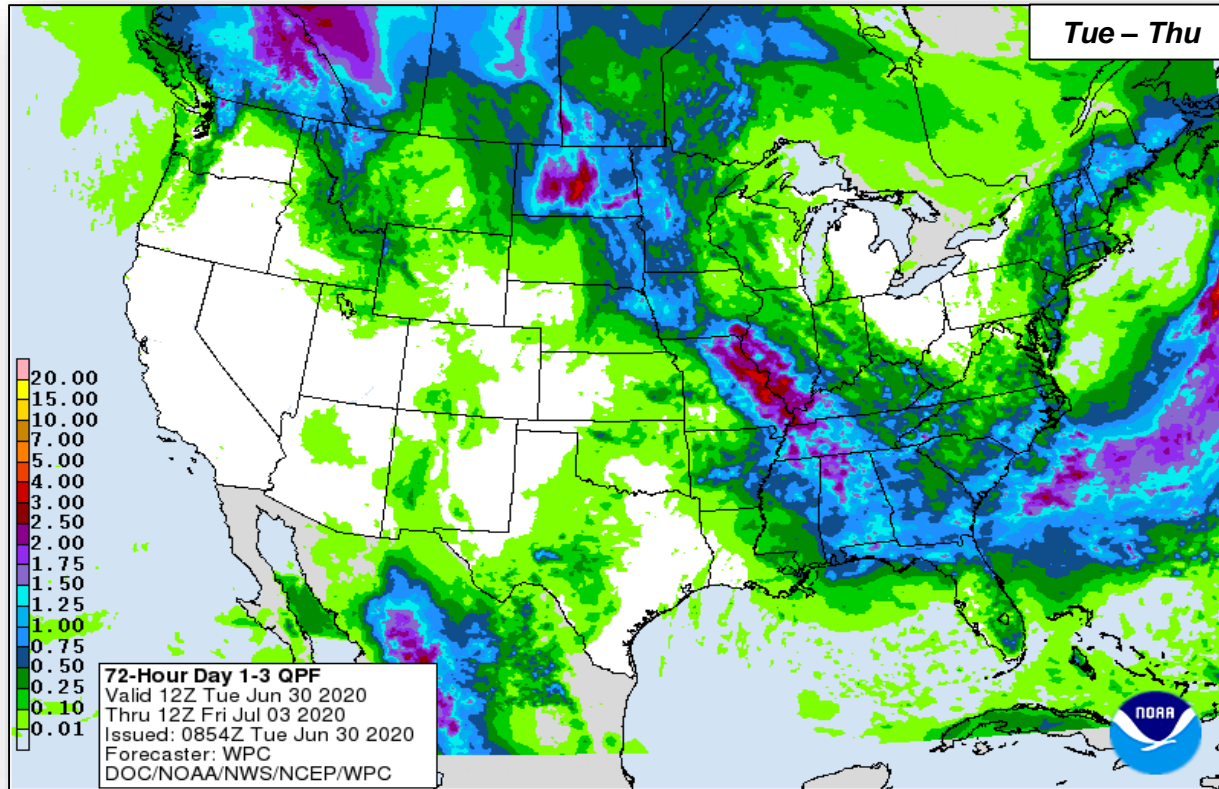 Tue – Thu
20.00
15.00
10.00
7.00
5.00
4.00
3.00
2.50
2.00
1.75
1.50
1.25
1.00
0.75
0.50
0.25
0.10
0.01
72-Hour Day 1-3 QPF
Valid 12Z Tue Jun 30 2020
Thru 12Z Fri Jul 03 2020
Issued: 0854Z Tue Jun 30 2020
Forecaster: WPC
DOC/NOAA/NWS/NCEP/WPC
NOAA